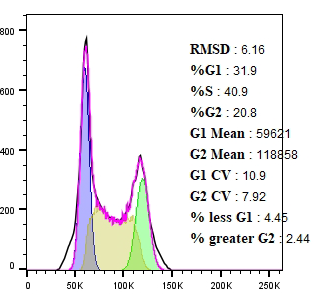 800
600
400
200
0
RMSD : 6.16
%G1 : 31.9
%S : 40.9
%G2 : 20.8
G1 Mean : 59621
G2 Mean : 118858
G1 CV : 10.9
G2 CV : 7.92
% less G1 : 4.45
% greater G2 : 2.44
0 50K 100K 150K 200K 250K